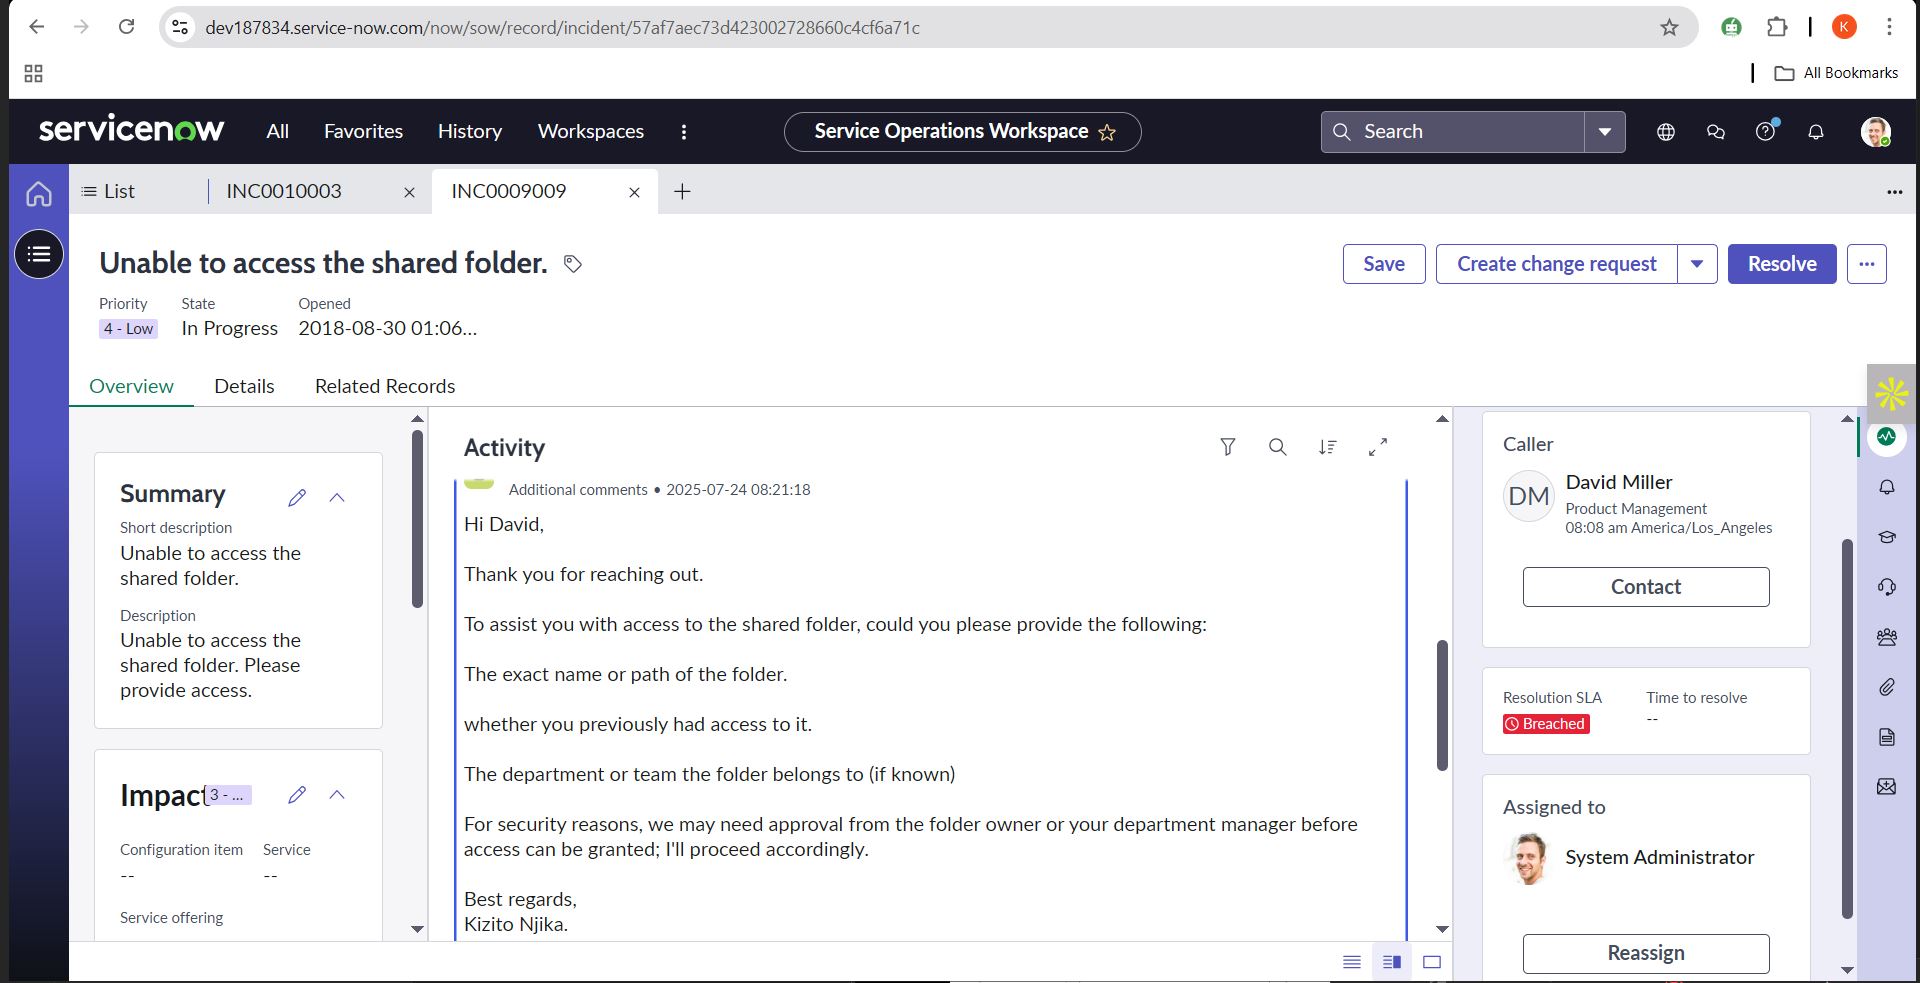 dev187834.service-now.com/now/sow/record/incident/57af7aec73d423002728660c4cf6a71c
K
All Bookmarks
servicenow
All
Favorites
History
Workspaces
Service Operations Workspace
Search
List
INC0010003
INC0009009
Unable to access the shared folder.
Save
Create change request
Resolve
Priority
State
Opened
4 - Low
In Progress
2018-08-30 01:06...
Overview
Details
Related Records
Summary
Short description
Unable to access the
shared folder.
Description
Unable to access the
shared folder. Please
provide access.
Impact
3 - ...
Configuration item
Service
--
--
Service offering
Activity
Additional comments • 2025-07-24 08:21:18
Hi David,
Thank you for reaching out.
To assist you with access to the shared folder, could you please provide the following:
The exact name or path of the folder.
whether you previously had access to it.
The department or team the folder belongs to (if known)
For security reasons, we may need approval from the folder owner or your department manager before
access can be granted; I'll proceed accordingly.
Best regards,
Kizito Njika.
Caller
DM
David Miller
Product Management
08:08 am America/Los_Angeles
Contact
Resolution SLA
Time to resolve
Breached
--
Assigned to
System Administrator
Reassign